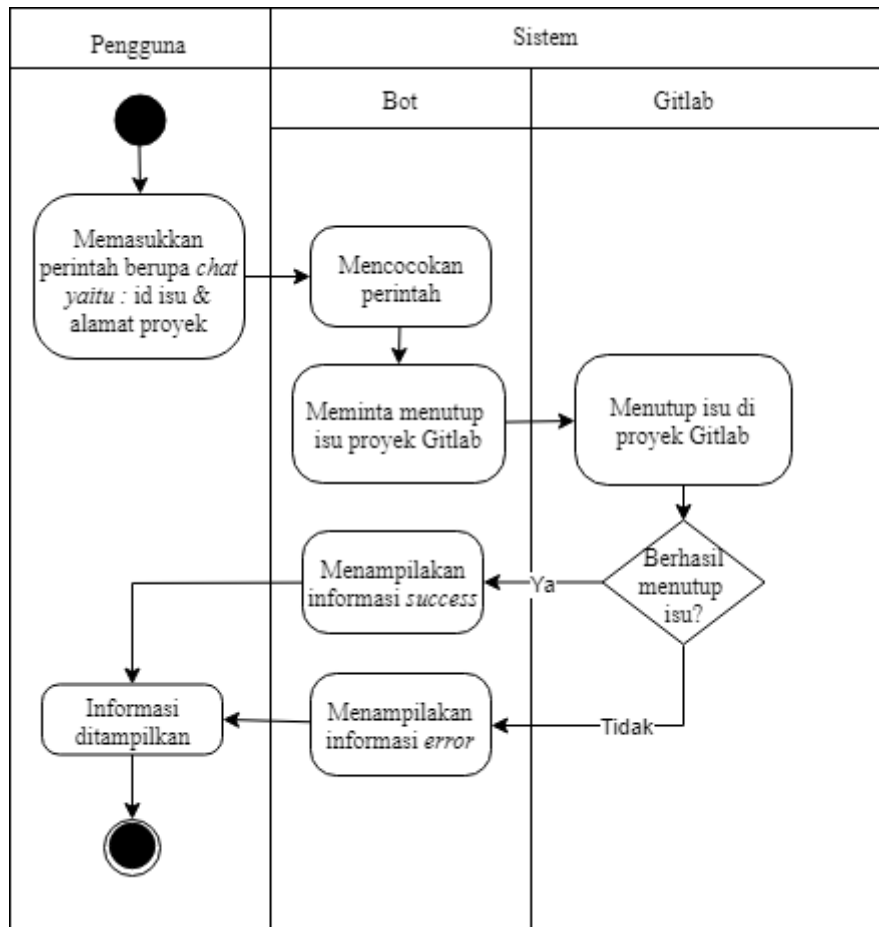 Pengguna
Sistem
Bot
Gitlab
Memasukkan
perintah berupa chat
yaitu : id isu &
alamat proyek
Mencocokan
perintah
Meminta menutup
isu proyek Gitlab
Menutup isu di
proyek Gitlab
Berhasil
menutup
isu?
Ya
Menampilakan
informasi success
Tidak
Menampilakan
informasi error
Informasi
ditampilkan